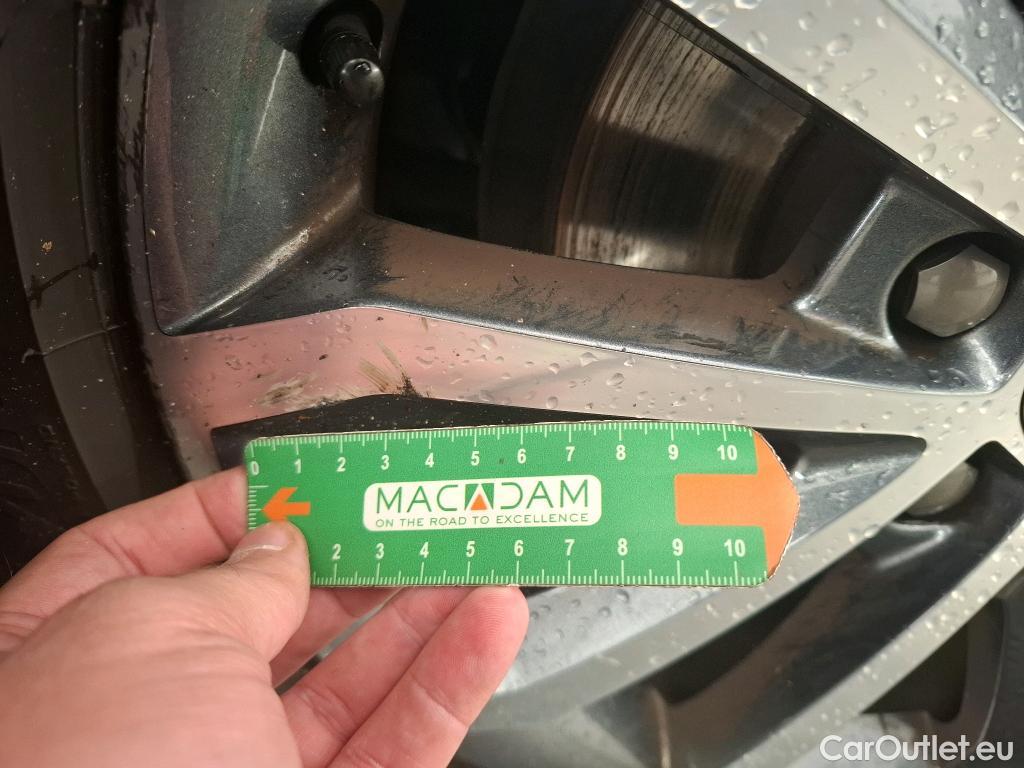 0 1 2 3 4 5 6 7 8 9 10
MACADAM
ON THE ROAD TO EXCELLENCE
2 3 4 5 6 7 8 9 10
CarOutlet.eu